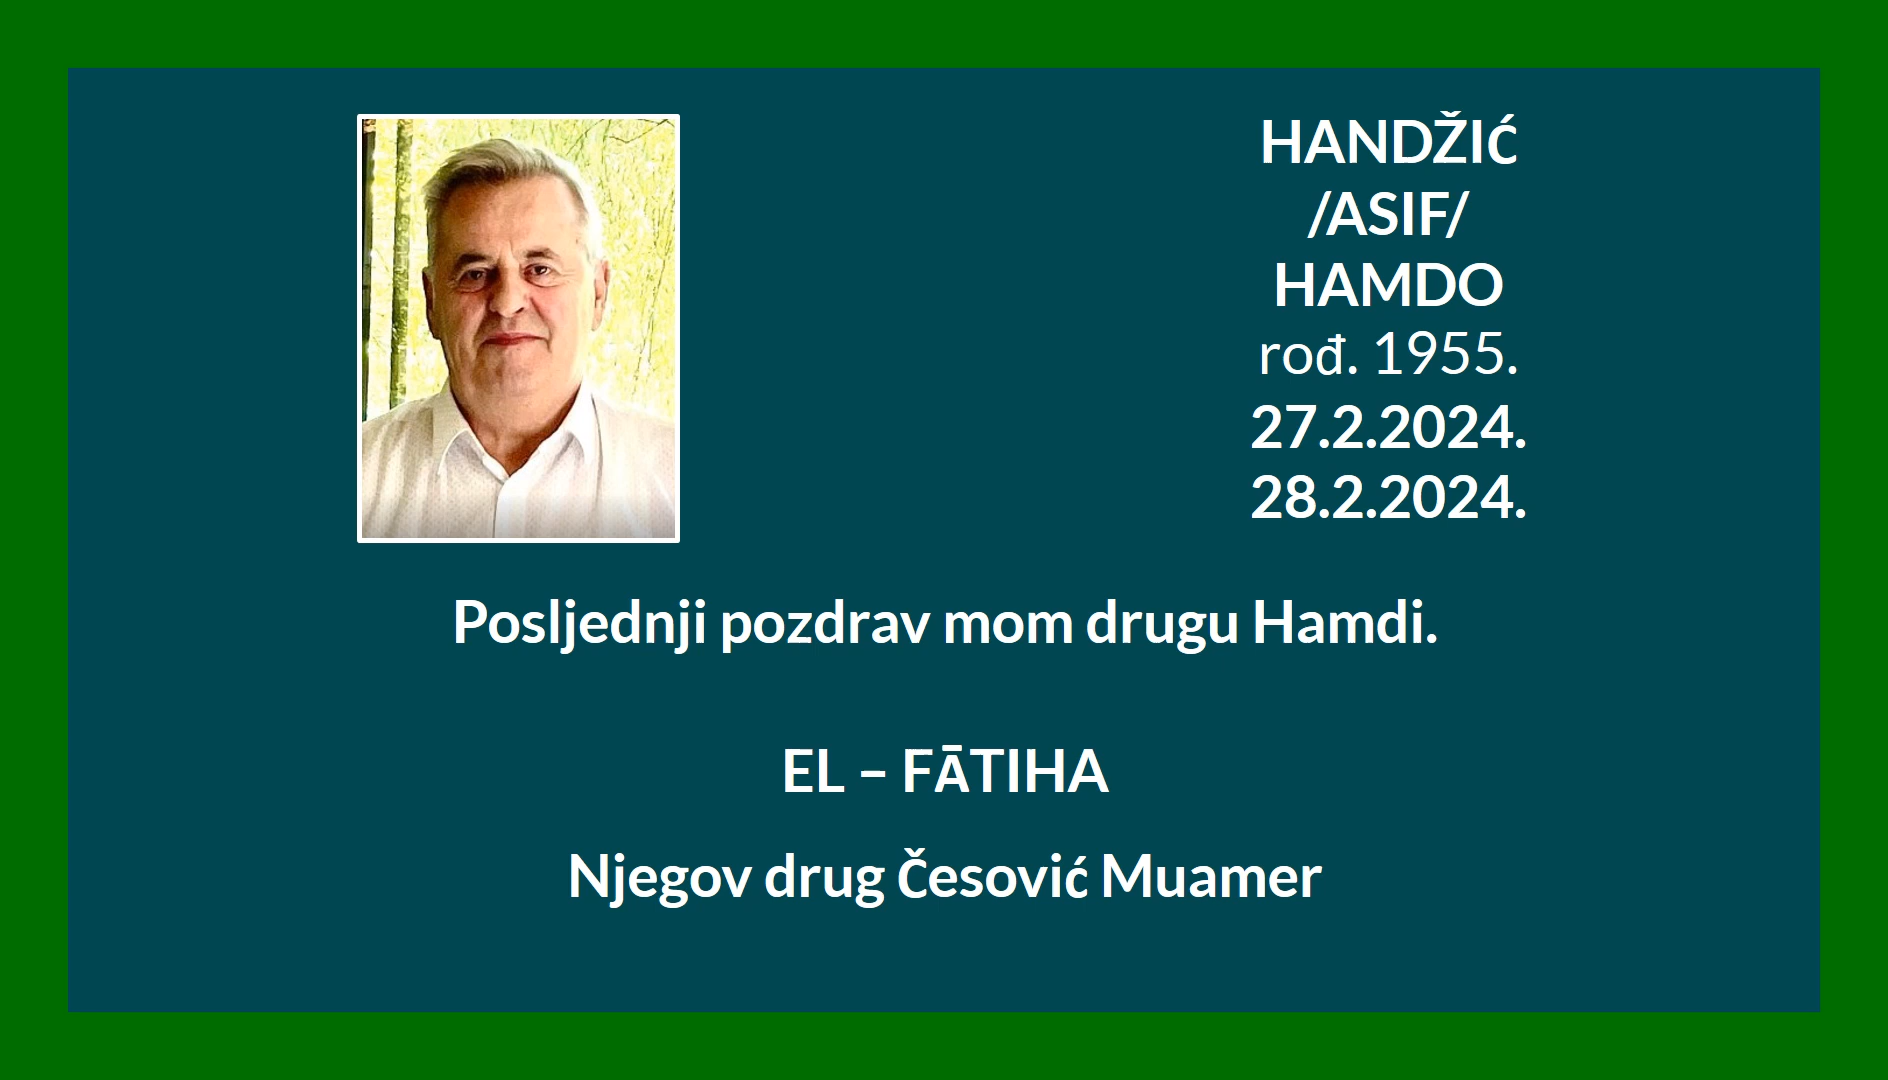 HANDŽIĆ
/ASIF/
HAMDO
rođ. 1955.
27.2.2024.
28.2.2024.
Posljednji pozdrav mom drugu Hamdi.
EL – FĀTIHA
Njegov drug Česović Muamer